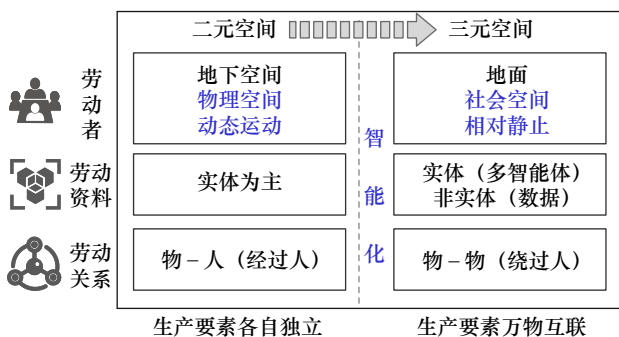 二元空间
三元空间
劳动者
地下空间
物理空间
动态运动
地面
社会空间
相对静止
智能化
劳动
资料
实体为主
实体（多智能体）
非实体（数据）
劳动
关系
物–人（经过人）
物–物（绕过人）
生产要素各自独立
生产要素万物互联